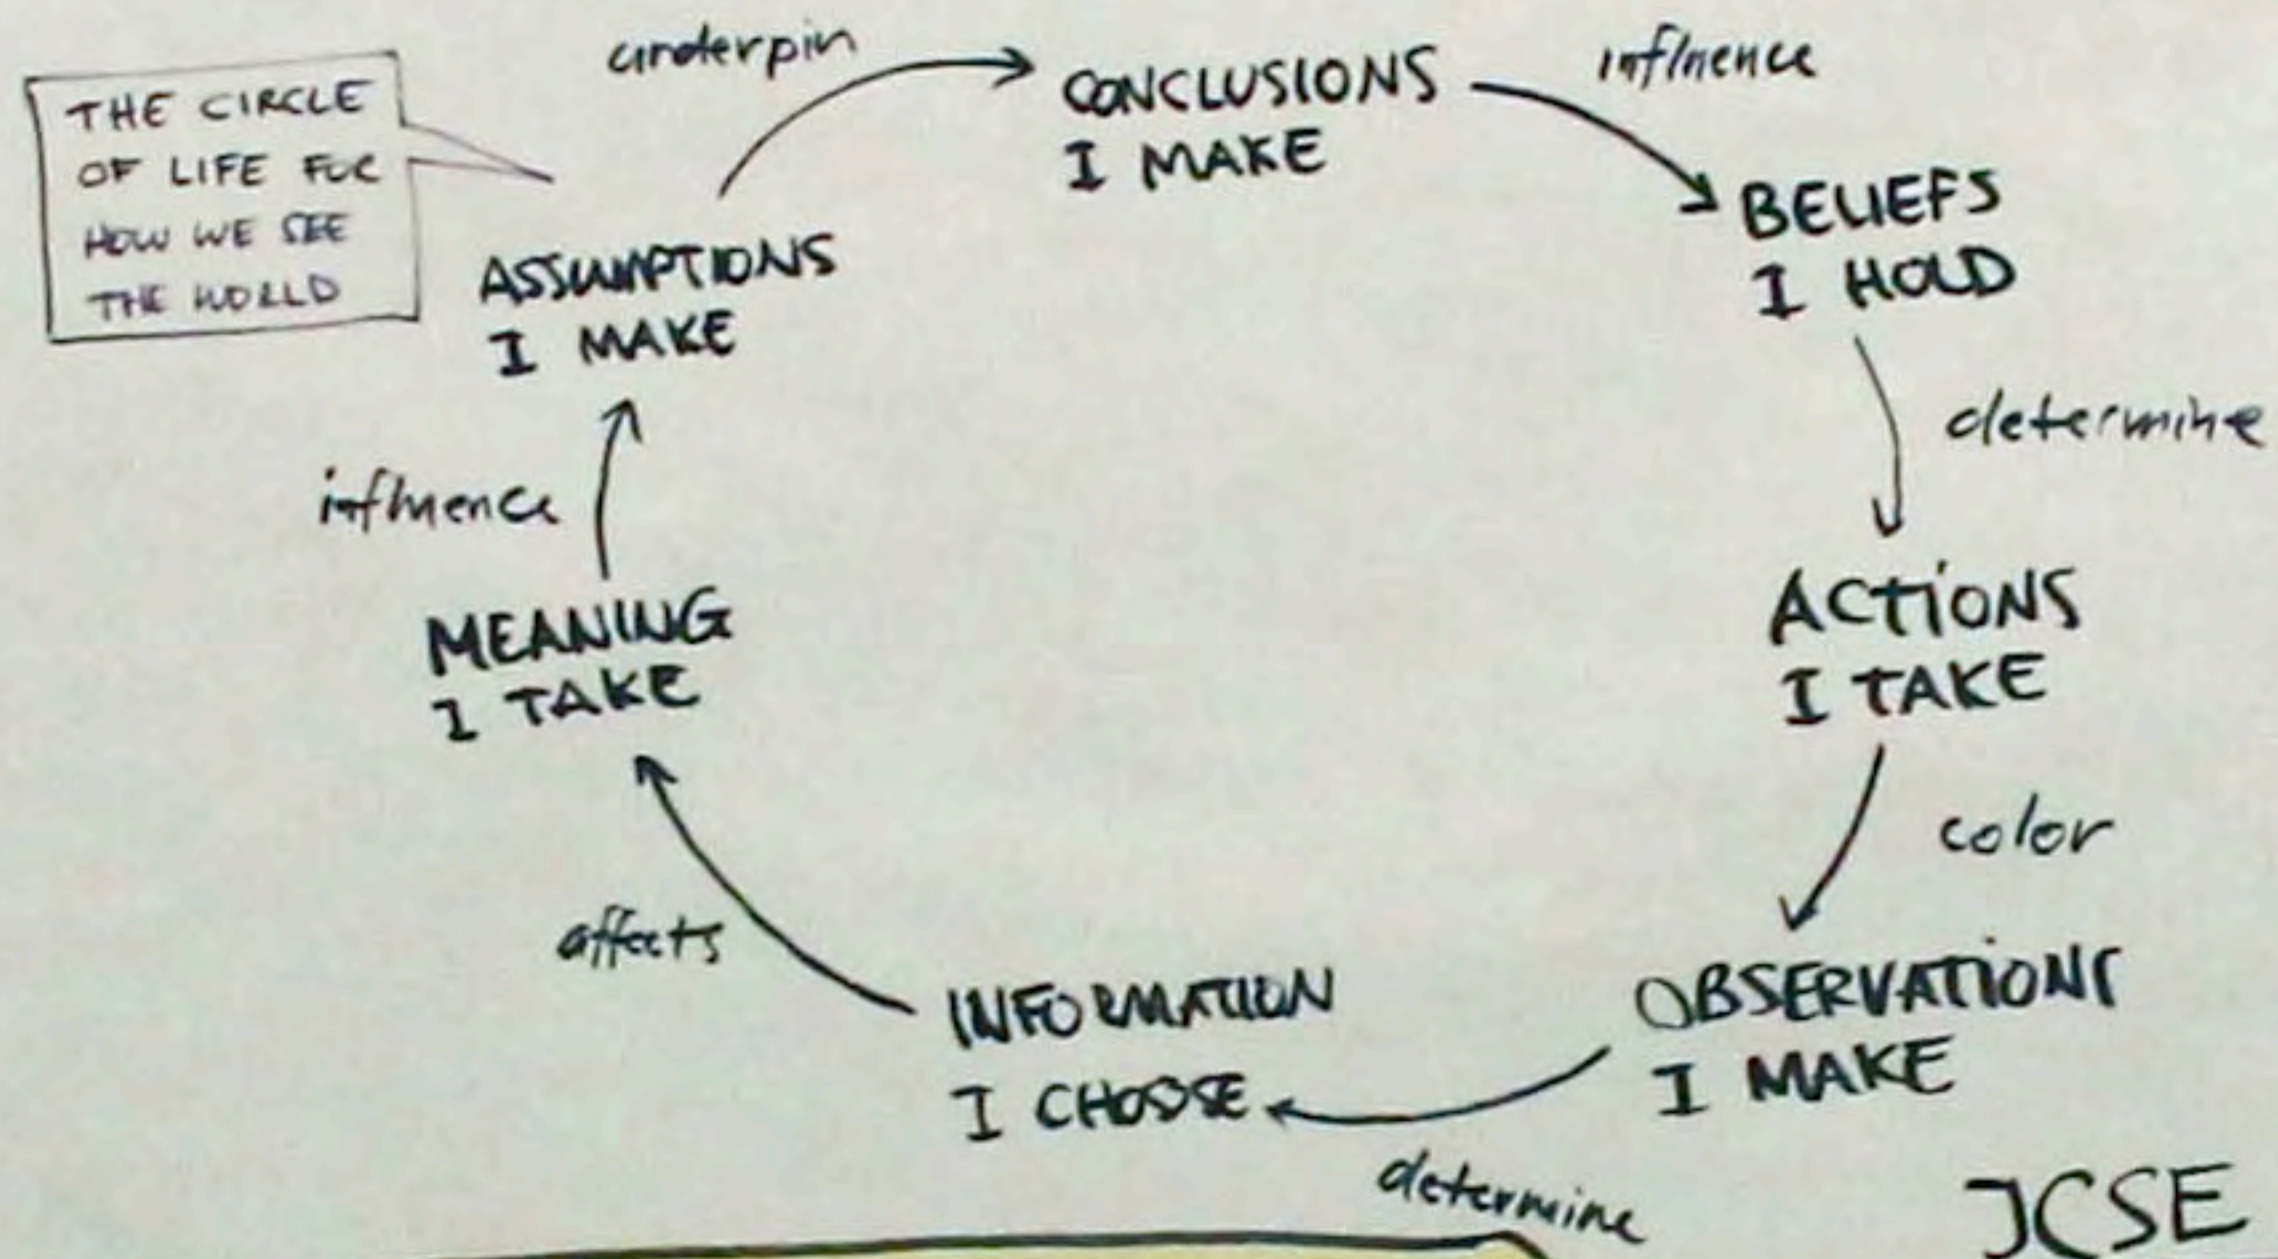 THE CIRCLE
OF LIFE FOR
HOW WE SEE
THE WORLD
underpin
CONCLUSIONS
I MAKE
influence
BELIEFS
I HOLD
determine
ACTIONS
I TAKE
color
OBSERVATIONS
I MAKE
determine
INFORMATION
I CHOOSE
affects
MEANING
I TAKE
influence
ASSUMPTIONS
I MAKE
JCSE